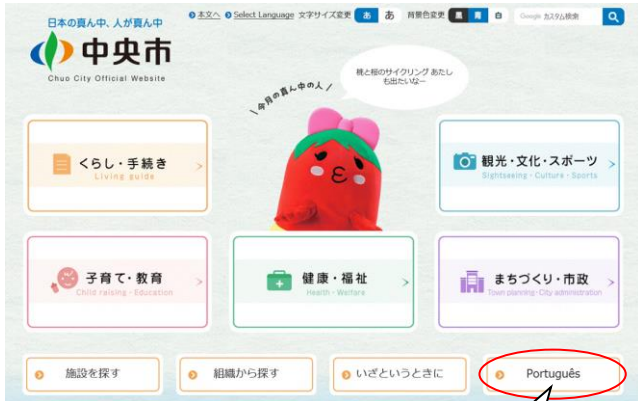 日本の真ん中、人が真ん中
中央市
Chuo City Official Website
本文へ Select Language 文字サイズ変更 あ あ 背景色変更 黒 青 白 Google カスタム検索
今月の真ん中の人
桃と桜のサイクリング あたし
も出たいなー
くらし・手続き
Living guide
観光・文化・スポーツ
Sightseeing・Culture・Sports
子育て・教育
Child raising・Education
健康・福祉
Health・Welfare
まちづくり・市政
Town planning・City administration
施設を探す
組織から探す
いざというときに
Português